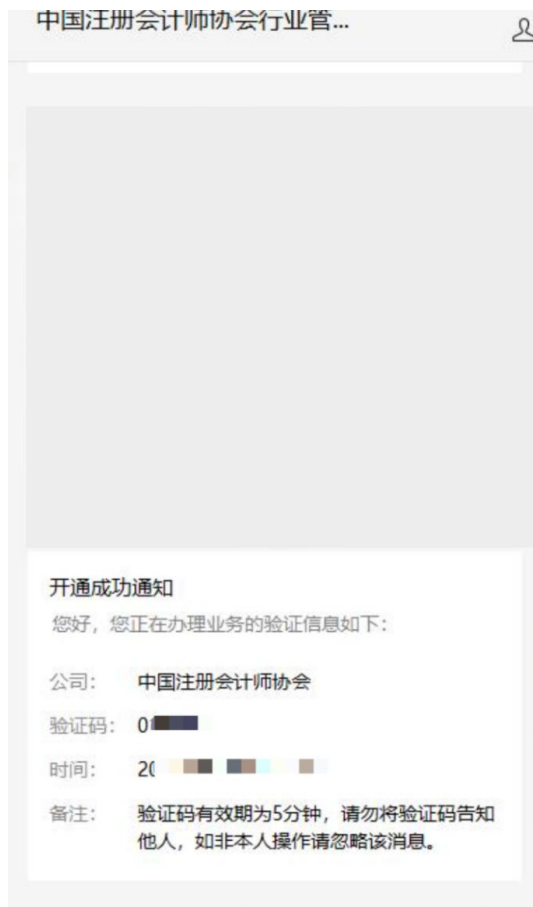 中国注册会计师协会行业管...
开通成功通知
您好，您正在办理业务的验证信息如下：
公司： 中国注册会计师协会
验证码： 0
时间： 20
备注： 验证码有效期为5分钟，请勿将验证码告知
他人，如非本人操作请忽略该消息。